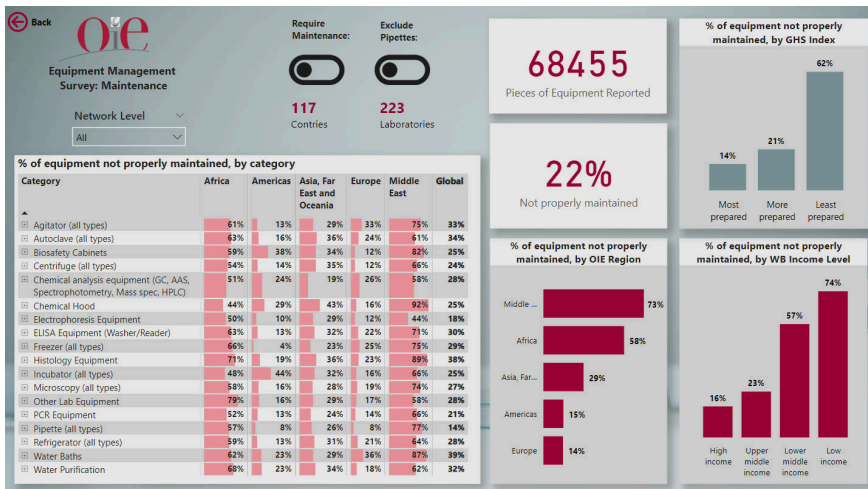 Back
OiE
Equipment Management
Survey: Maintenance
Network Level
All
Require
Maintenance:
Exclude
Pipettes:
117
Contries
223
Laboratories
68455
Pieces of Equipment Reported
22%
Not properly maintained
% of equipment not properly
maintained, by GHS Index
14%
21%
62%
Most
prepared
More
prepared
Least
prepared
% of equipment not properly maintained, by category
Category Africa Americas Asia, Far East and Oceania Europe Middle East Global
Agitator (all types) 61% 13% 29% 33% 75% 33%
Autoclave (all types) 63% 16% 36% 24% 61% 34%
Biosafety Cabinets 59% 38% 34% 12% 82% 25%
Centrifuge (all types) 54% 14% 35% 12% 66% 24%
Chemical analysis equipment (GC, AAS, 51% 24% 19% 26% 58% 28%
Spectrophotometry, Mass spec, HPLC)
Chemical Hood 44% 29% 43% 16% 92% 25%
Electrophoresis Equipment 50% 10% 29% 12% 44% 18%
ELISA Equipment (Washer/Reader) 63% 13% 32% 22% 71% 30%
Freezer (all types) 66% 4% 23% 25% 75% 29%
Histology Equipment 71% 19% 36% 23% 89% 38%
Incubator (all types) 48% 44% 32% 16% 66% 25%
Microscopy (all types) 58% 16% 28% 19% 74% 27%
Other Lab Equipment 79% 16% 29% 17% 58% 28%
PCR Equipment 52% 13% 24% 14% 66% 21%
Pipette (all types) 57% 8% 26% 8% 77% 14%
Refrigerator (all types) 59% 13% 31% 21% 64% 28%
Water Baths 62% 23% 29% 36% 87% 39%
Water Purification 68% 23% 34% 18% 62% 32%
% of equipment not properly
maintained, by OIE Region
Middle ... 73%
Africa 58%
Asia, Far... 29%
Americas 15%
Europe 14%
% of equipment not properly
maintained, by WB Income Level
16%
23%
57%
74%
High
income
Upper
middle
income
Lower
middle
income
Low
income